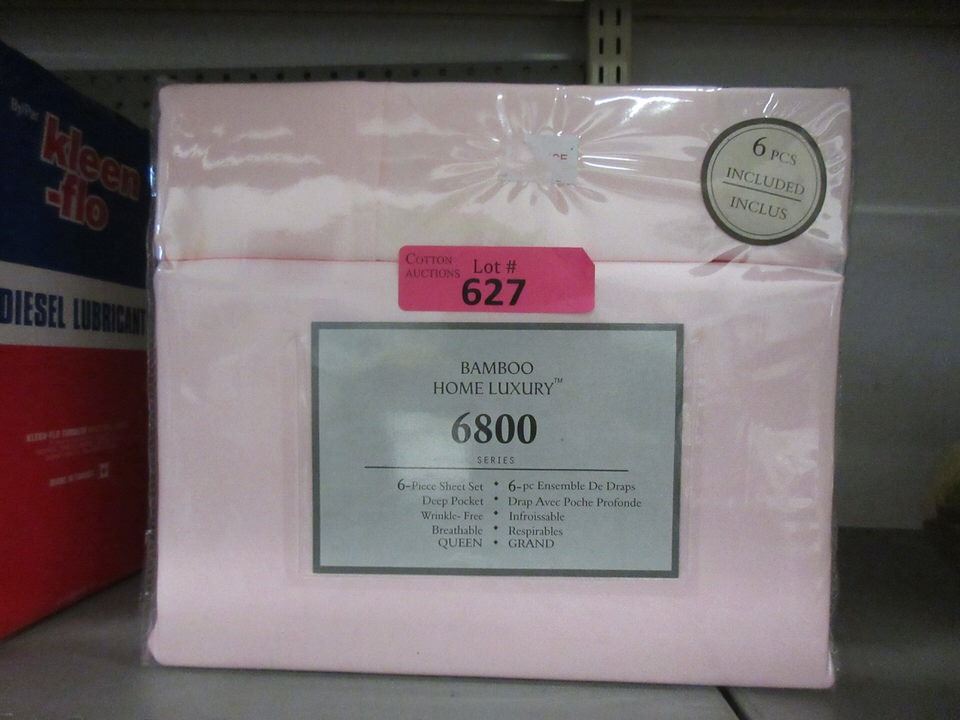 By/Par
kleen
-flo
DIESEL LUBRICANT
6 PCS
INCLUDED
INCLUS
COTTON
AUCTIONS
Lot #
627
BAMBOO
HOME LUXURY™
6800
SERIES
6-Piece Sheet Set • 6-pc Ensemble De Draps
Deep Pocket • Drap Avec Poche Profonde
Wrinkle- Free • Infroissable
Breathable • Respirables
QUEEN • GRAND